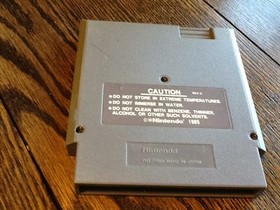 CAUTION
• DO NOT STORE IN EXTREME TEMPERATURES.
• DO NOT IMMERSE IN WATER.
• DO NOT CLEAN WITH BENZENE, THINNER,
ALCOHOL OR OTHER SUCH SOLVENTS.
©®Nintendo 1985
Nintendo